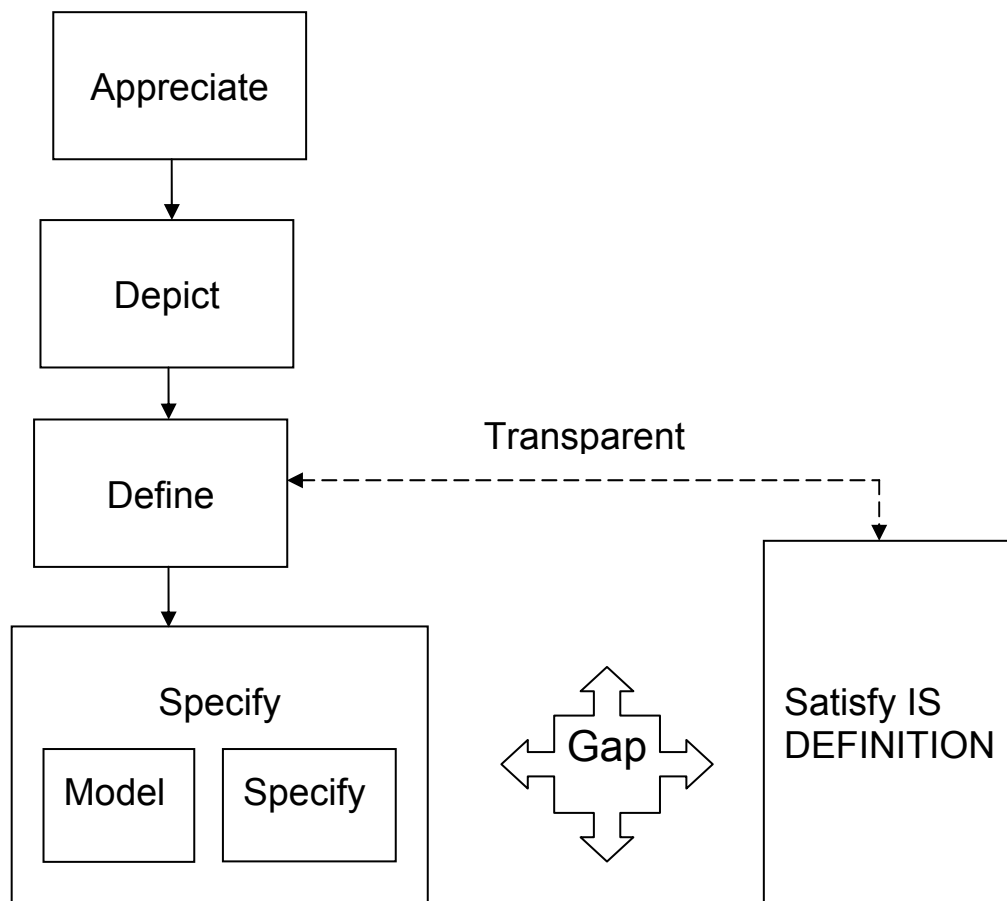 Appreciate
Depict
Define
Transparent
Specify
Model
Specify
Gap
Satisfy IS
DEFINITION